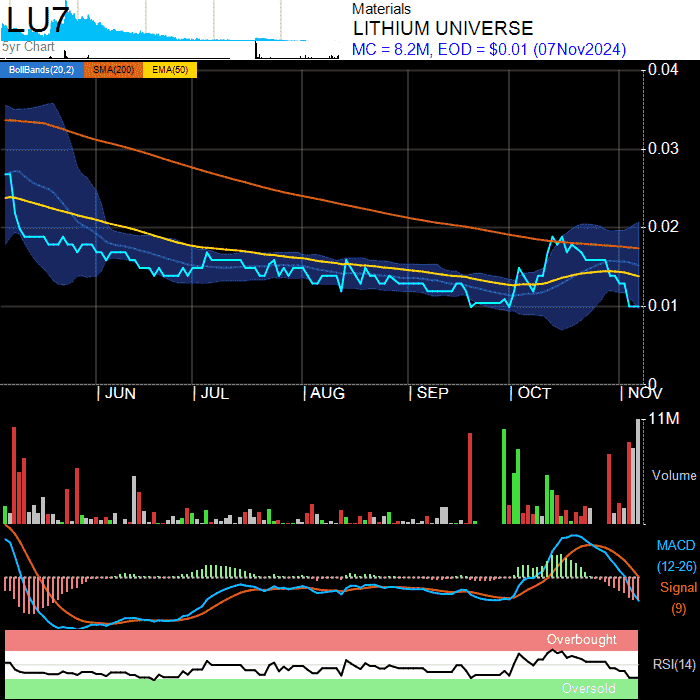 LU7
5yr Chart
Materials
LITHIUM UNIVERSE
MC = 8.2M, EOD = $0.01 (07Nov2024)
BollBands(20,2) SMA(200) EMA(50)
0.04
0.03
0.02
0.01
0
JUN JUL AUG SEP OCT NOV
11M
Volume
MACD
(12-26)
Signal
(9)
Overbought
RSI(14)
Oversold